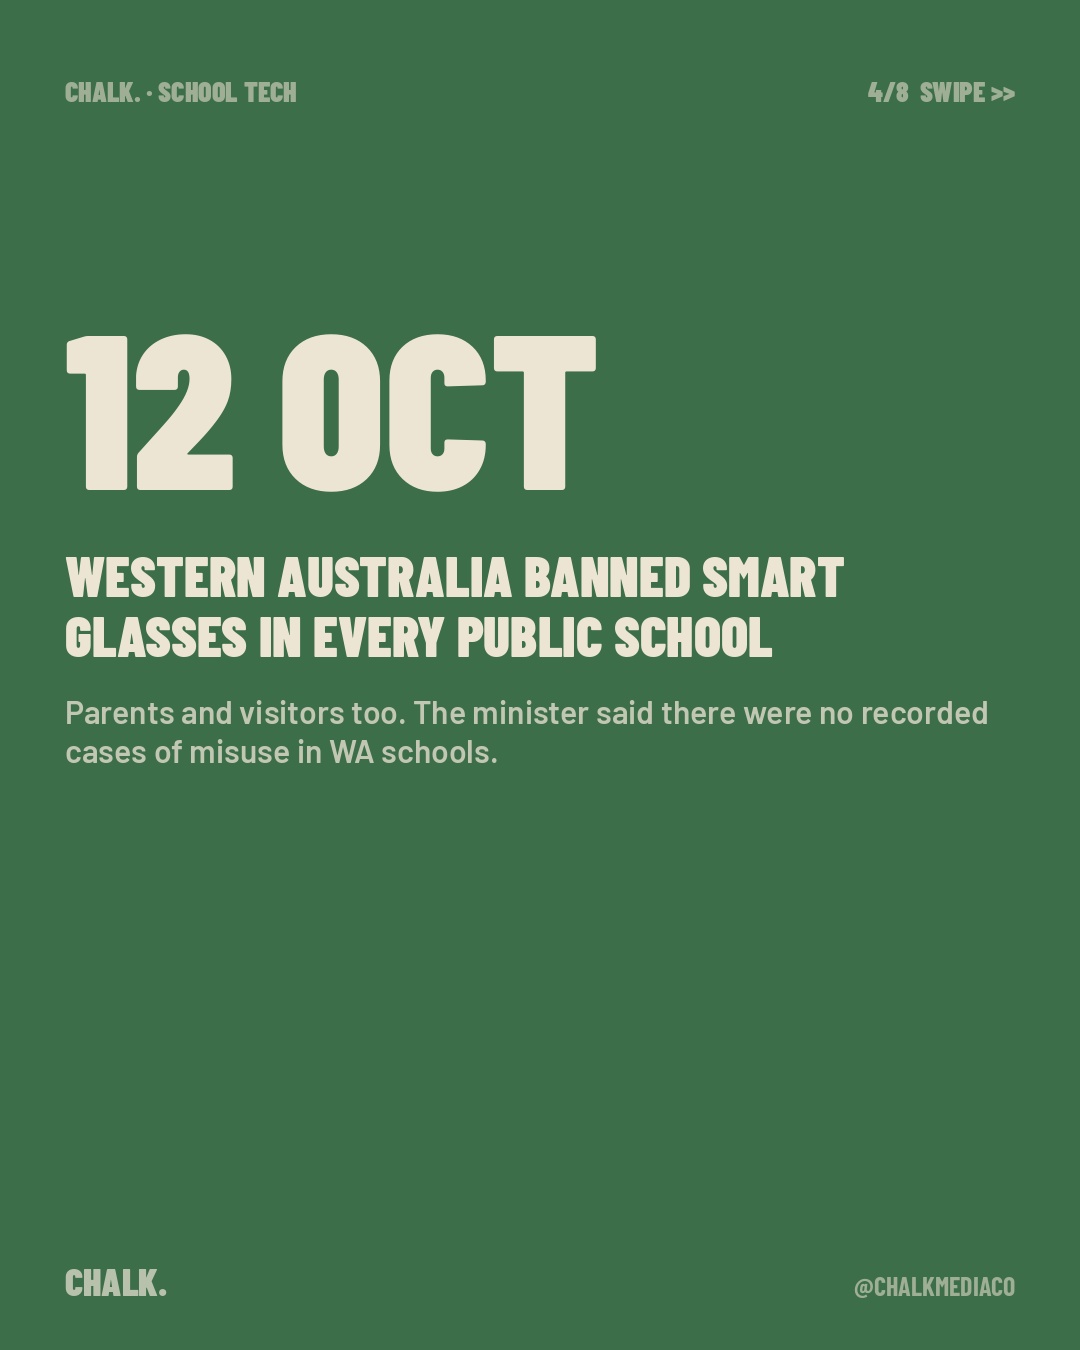 CHALK. · SCHOOL TECH
4/8 SWIPE >>
12 OCT
WESTERN AUSTRALIA BANNED SMART
GLASSES IN EVERY PUBLIC SCHOOL
Parents and visitors too. The minister said there were no recorded
cases of misuse in WA schools.
CHALK.
@CHALKMEDIACO